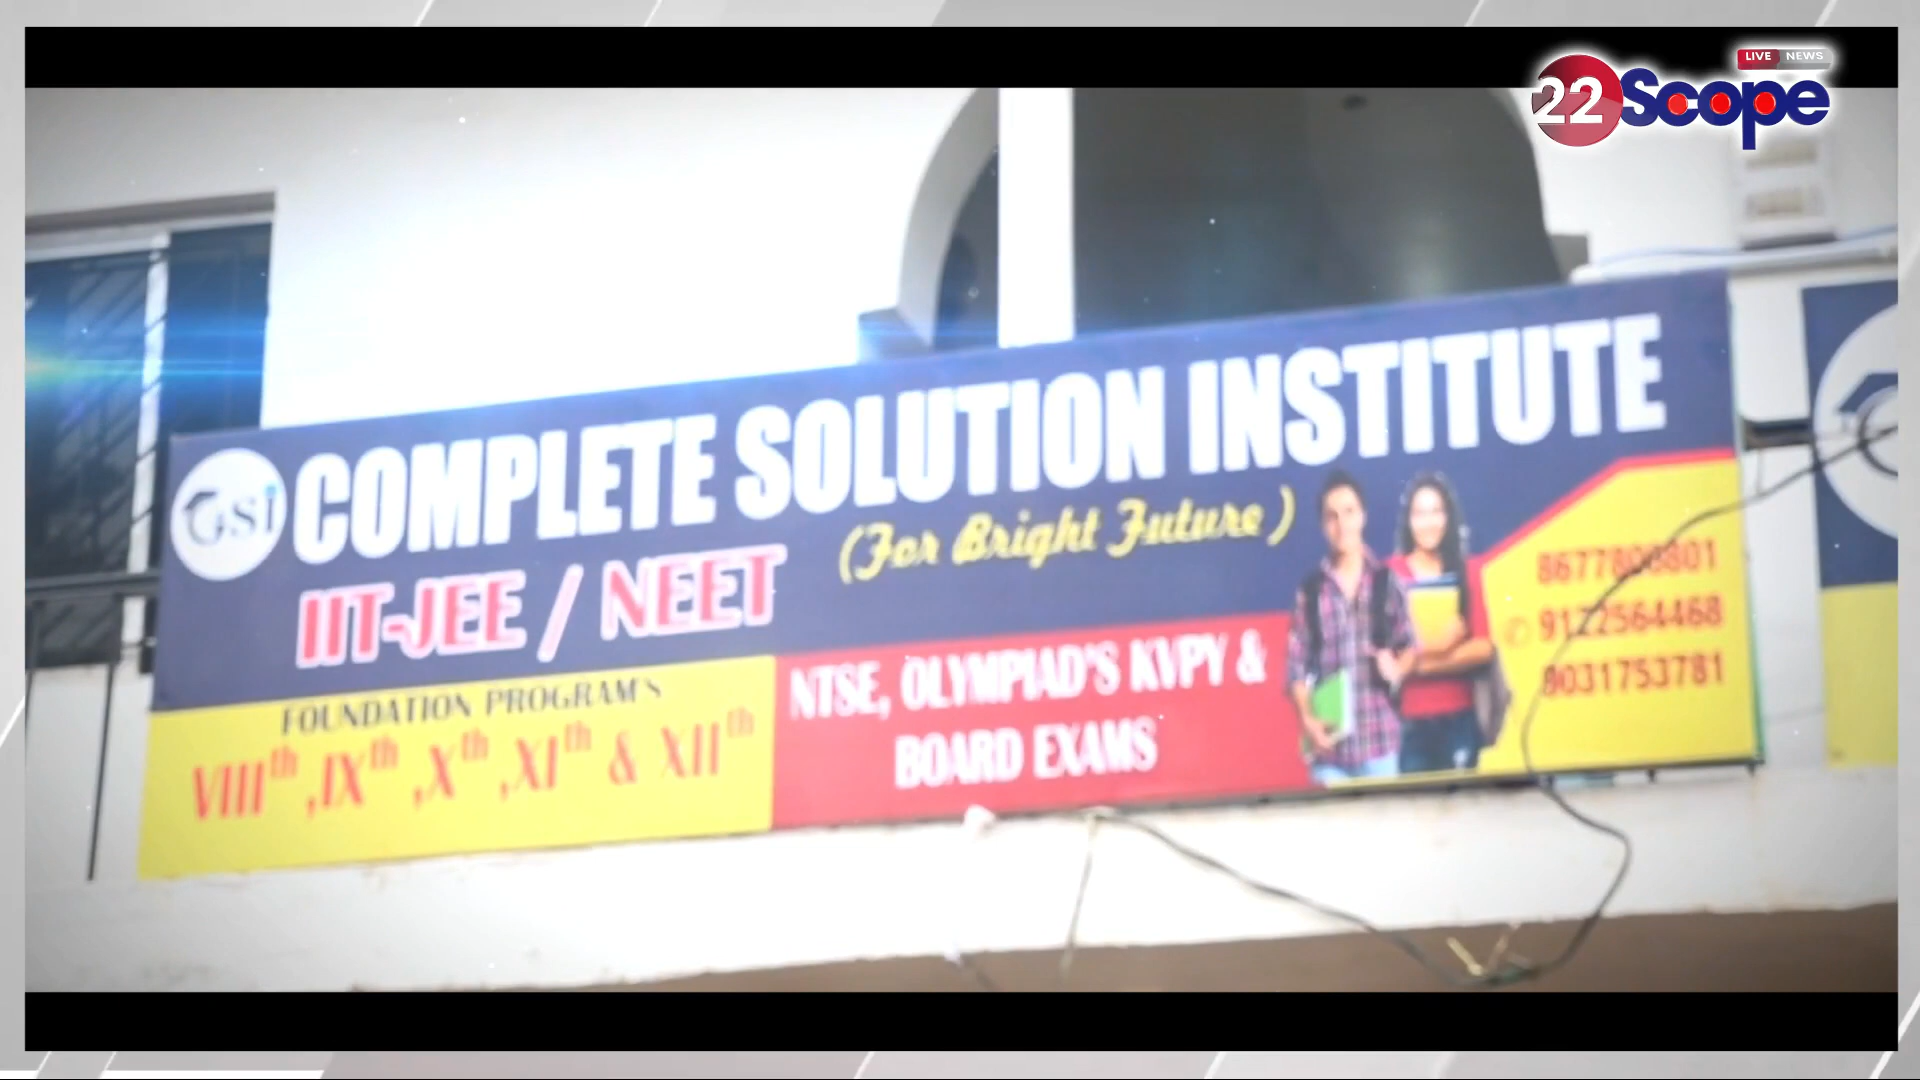 LIVE NEWS
22Scope
CSI COMPLETE SOLUTION INSTITUTE
(For Bright Future)
IIT-JEE / NEET
FOUNDATION PROGRAM'S
VIIIth ,IXth ,Xth ,XIth & XIIth
NTSE, OLYMPIAD'S KVPY &
BOARD EXAMS
9122564468
9031753781